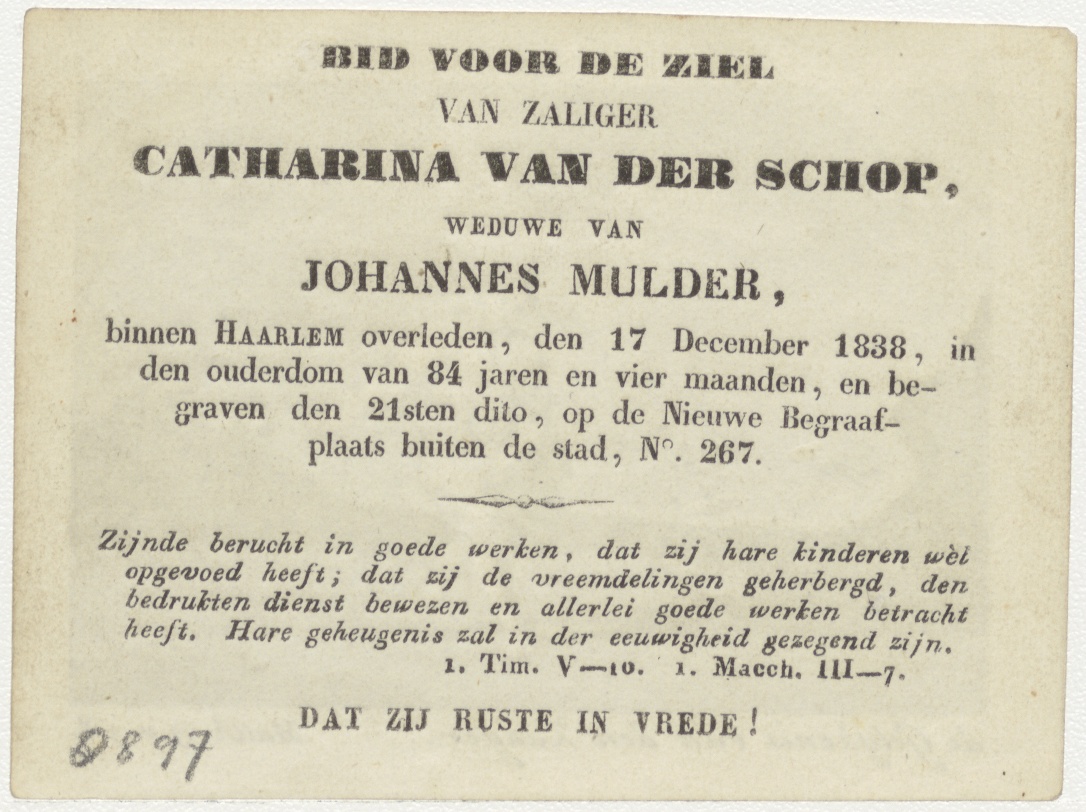 BID VOOR DE ZIEL
VAN ZALIGER
CATHARINA VAN DER SCHOP,
WEDUWE VAN
JOHANNES MULDER,
binnen HAARLEM overleden, den 17 December 1838, in
den ouderdom van 84 jaren en vier maanden, en be-
graven den 21sten dito, op de Nieuwe Begraaf-
plaats buiten de stad, N°. 267.
Zijnde berucht in goede werken, dat zij hare kinderen wèl
opgevoed heeft; dat zij de vreemdelingen geherbergd, den
bedrukten dienst bewezen en allerlei goede werken betracht
heeft. Hare geheugenis zal in der eeuwigheid gezegend zijn.
1. Tim. V—10. 1. Macch. III—7.
DAT ZIJ RUSTE IN VREDE!
0897